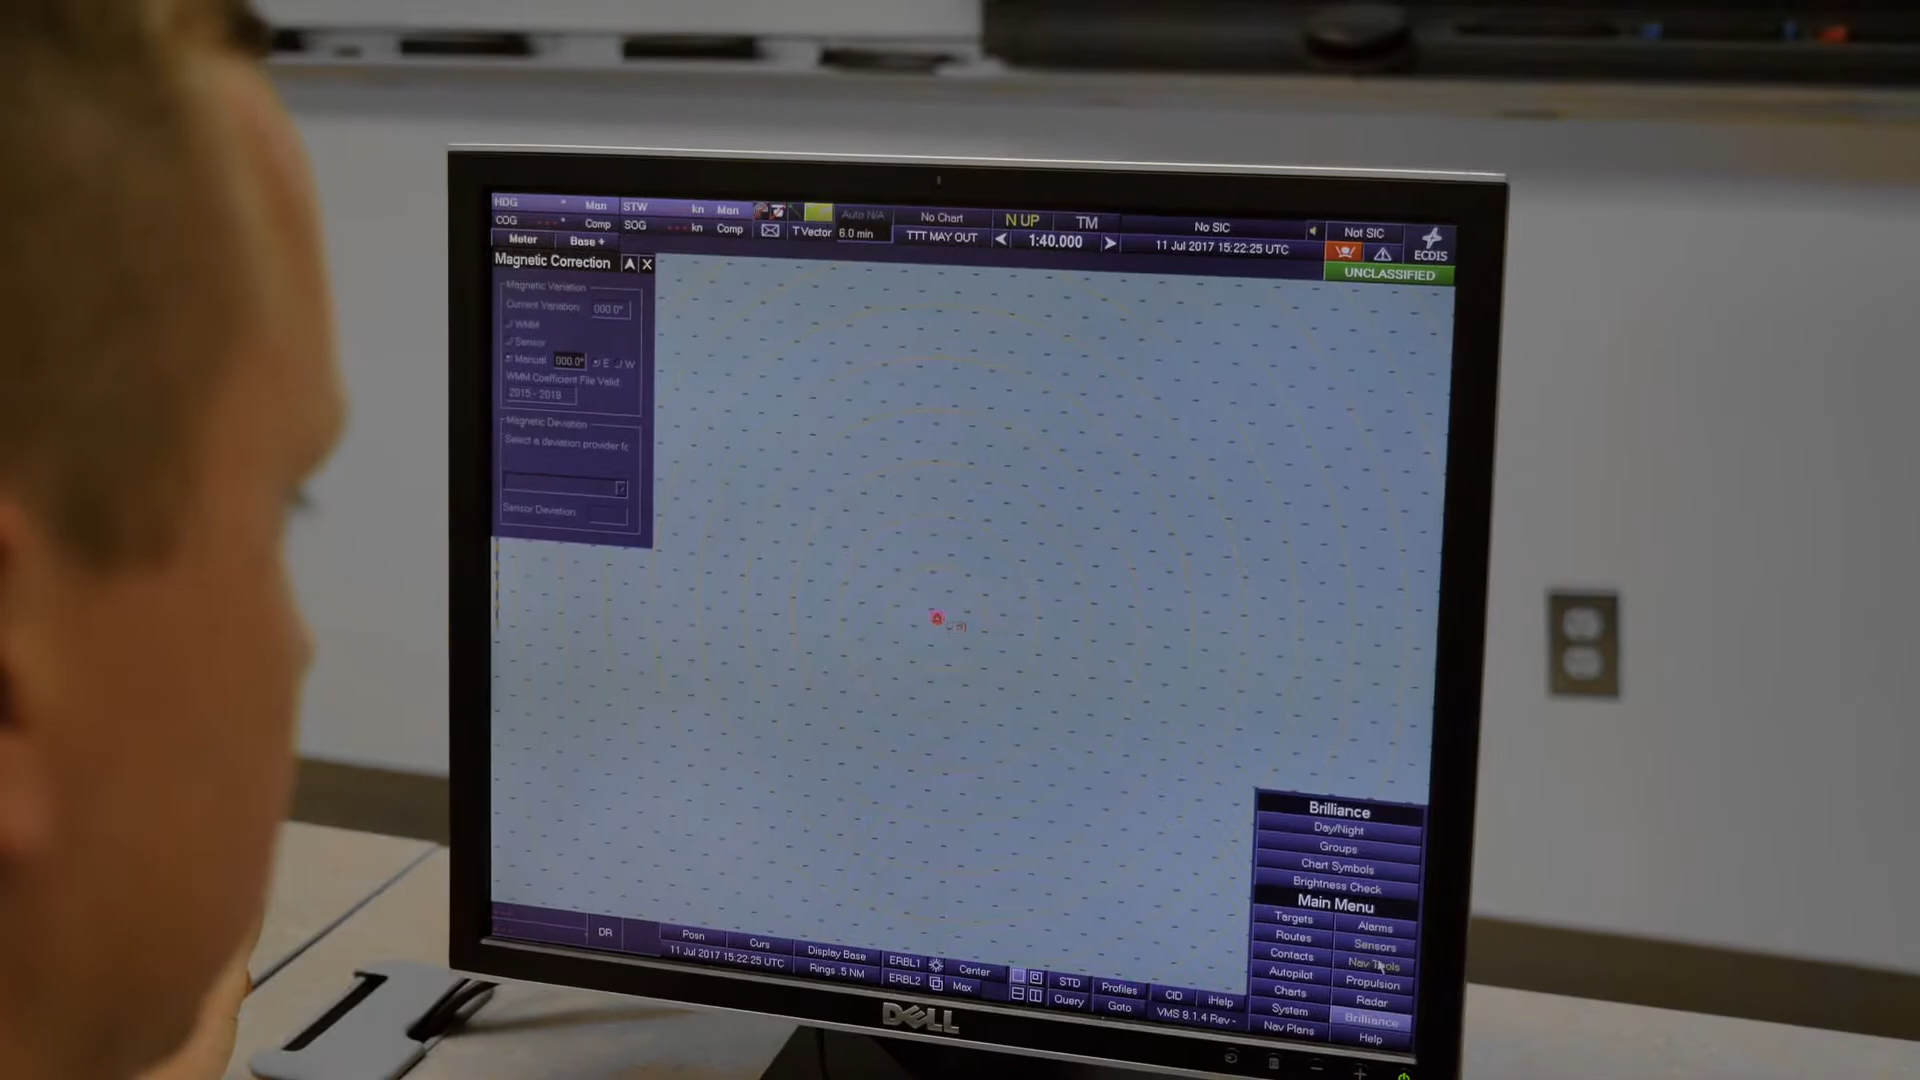 HDG ° Man STW kn Man Auto N/A No Chart N UP TM No SIC Not SIC
COG --- ° Comp SOG --- kn Comp T Vector 6.0 min TTT MAY OUT 1:40,000 11 Jul 2017 15:22:25 UTC ECDIS
UNCLASSIFIED
Meter Base +
Magnetic Correction X
Magnetic Variation
Current Variation: 000.0°
WMM
Sensor
Manual 000.0° E W
WMM Coefficient File Valid
2015 - 2019
Magnetic Deviation
Select a deviation provider fc
Sensor Deviation:
Brilliance
Day/Night
Groups
Chart Symbols
Brightness Check
Main Menu
Targets Alarms
Routes Sensors
Contacts Nav Tools
Autopilot Propulsion
Charts Radar
System Brilliance
Nav Plans Help
DR Posn Curs Display Base ERBL1 Center STD Profiles CID iHelp
11 Jul 2017 15:22:25 UTC Rings .5 NM ERBL2 Max Query Goto VMS 9.1.4 Rev -
DELL